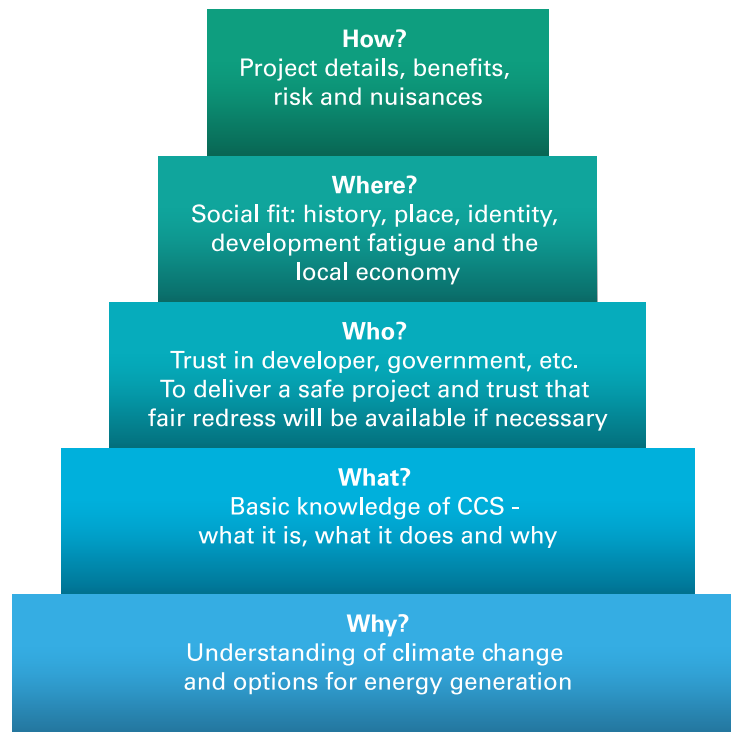 How?
Project details, benefits,
risk and nuisances
Where?
Social fit: history, place, identity,
development fatigue and the
local economy
Who?
Trust in developer, government, etc.
To deliver a safe project and trust that
fair redress will be available if necessary
What?
Basic knowledge of CCS -
what it is, what it does and why
Why?
Understanding of climate change
and options for energy generation